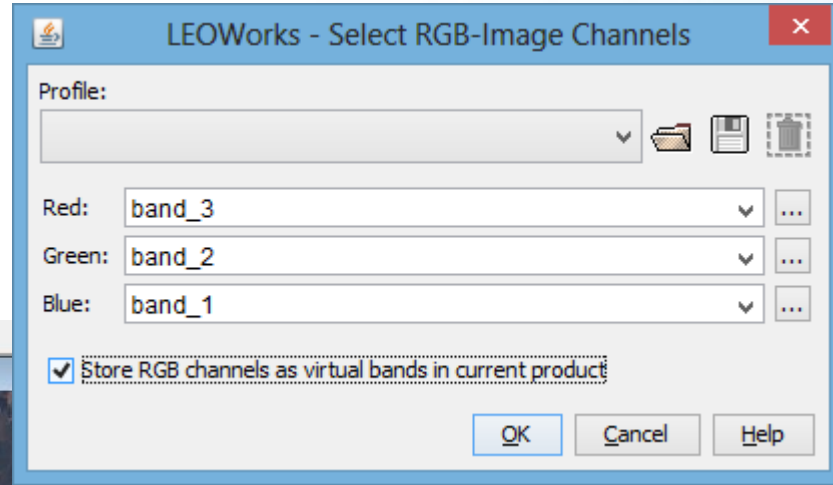 LEOWorks - Select RGB-Image Channels
Profile:
Red: band_3 ...
Green: band_2 ...
Blue: band_1 ...
Store RGB channels as virtual bands in current product
OK Cancel Help